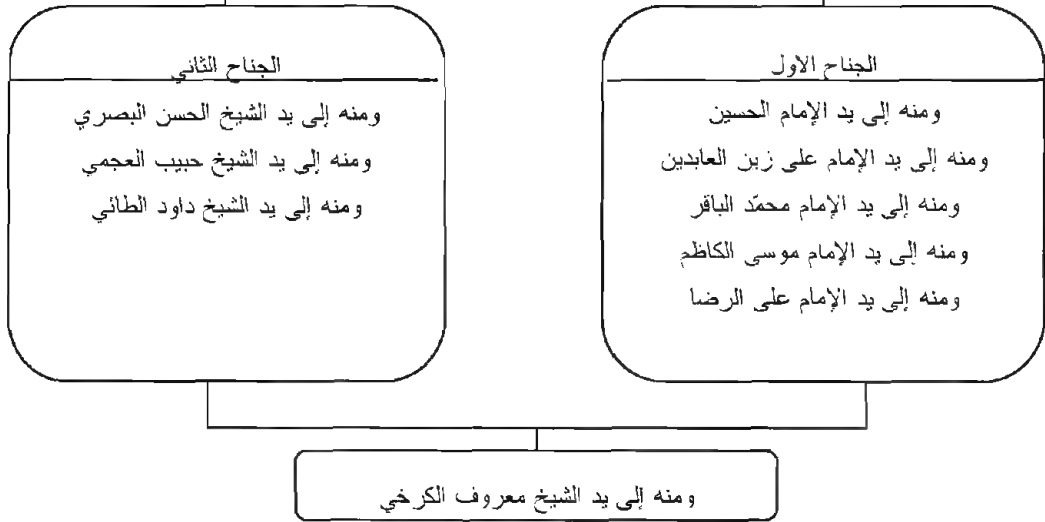 الجناح الاول
ومنه إلى يد الإمام الحسين
ومنه إلى يد الإمام على زين العابدين
ومنه إلى يد الإمام محمّد الباقر
ومنه إلى يد الإمام موسى الكاظم
ومنه إلى يد الإمام على الرضا
الجناح الثاني
ومنه إلى يد الشيخ الحسن البصري
ومنه إلى يد الشيخ حبيب العجمي
ومنه إلى يد الشيخ داود الطائي
ومنه إلى يد الشيخ معروف الكرخي